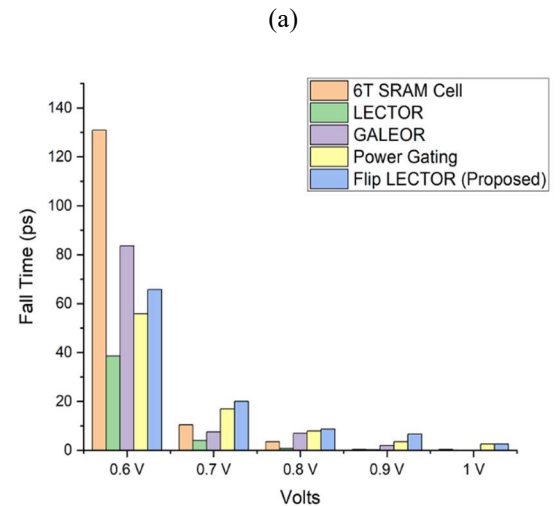 (a)
6T SRAM Cell
LECTOR
GALEOR
Power Gating
Flip LECTOR (Proposed)
Fall Time (ps)
140
120
100
80
60
40
20
0
0.6 V 0.7 V 0.8 V 0.9 V 1 V
Volts